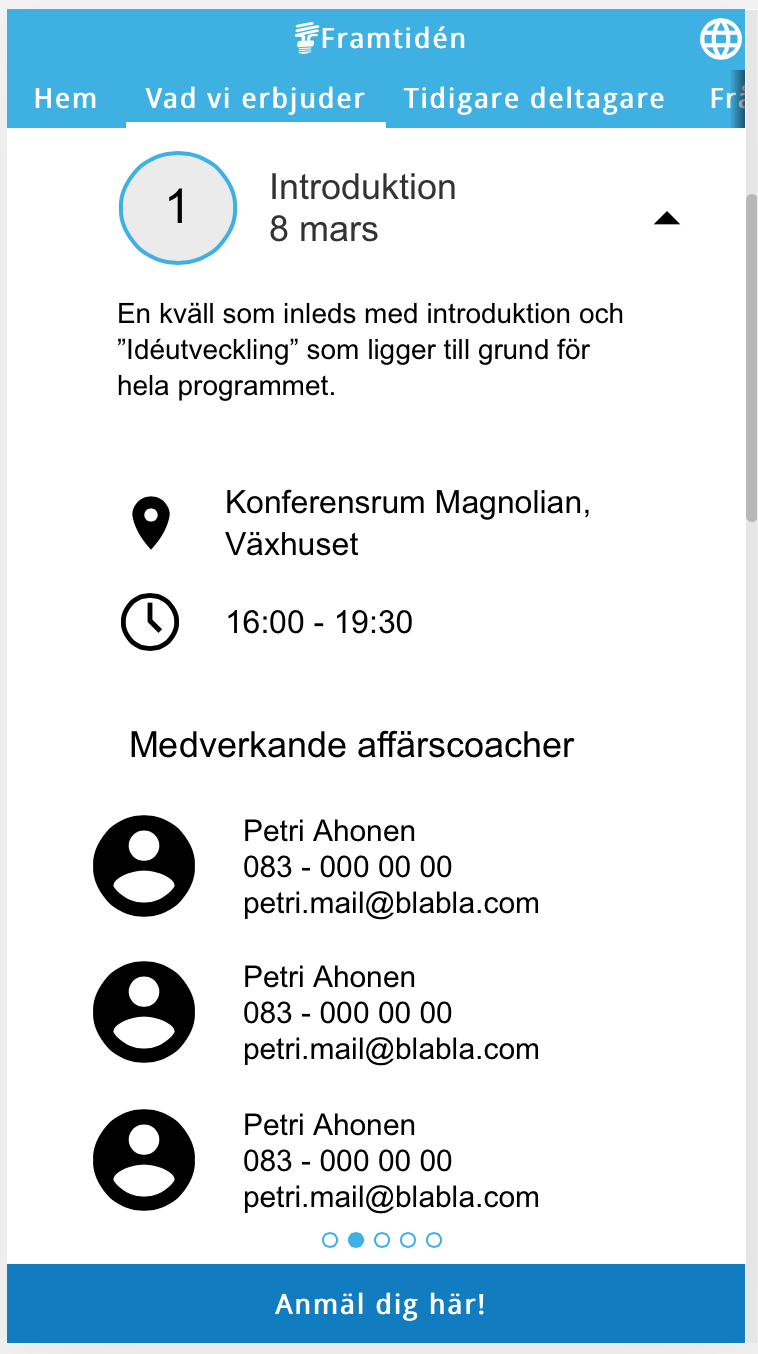 Framtidén
Hem Vad vi erbjuder Tidigare deltagare
1
Introduktion
8 mars
En kväll som inleds med introduktion och
”Idéutveckling” som ligger till grund för
hela programmet.
Konferensrum Magnolian,
Växhuset
16:00 - 19:30
Medverkande affärscoacher
Petri Ahonen
083 - 000 00 00
petri.mail@blabla.com
Petri Ahonen
083 - 000 00 00
petri.mail@blabla.com
Petri Ahonen
083 - 000 00 00
petri.mail@blabla.com
Anmäl dig här!